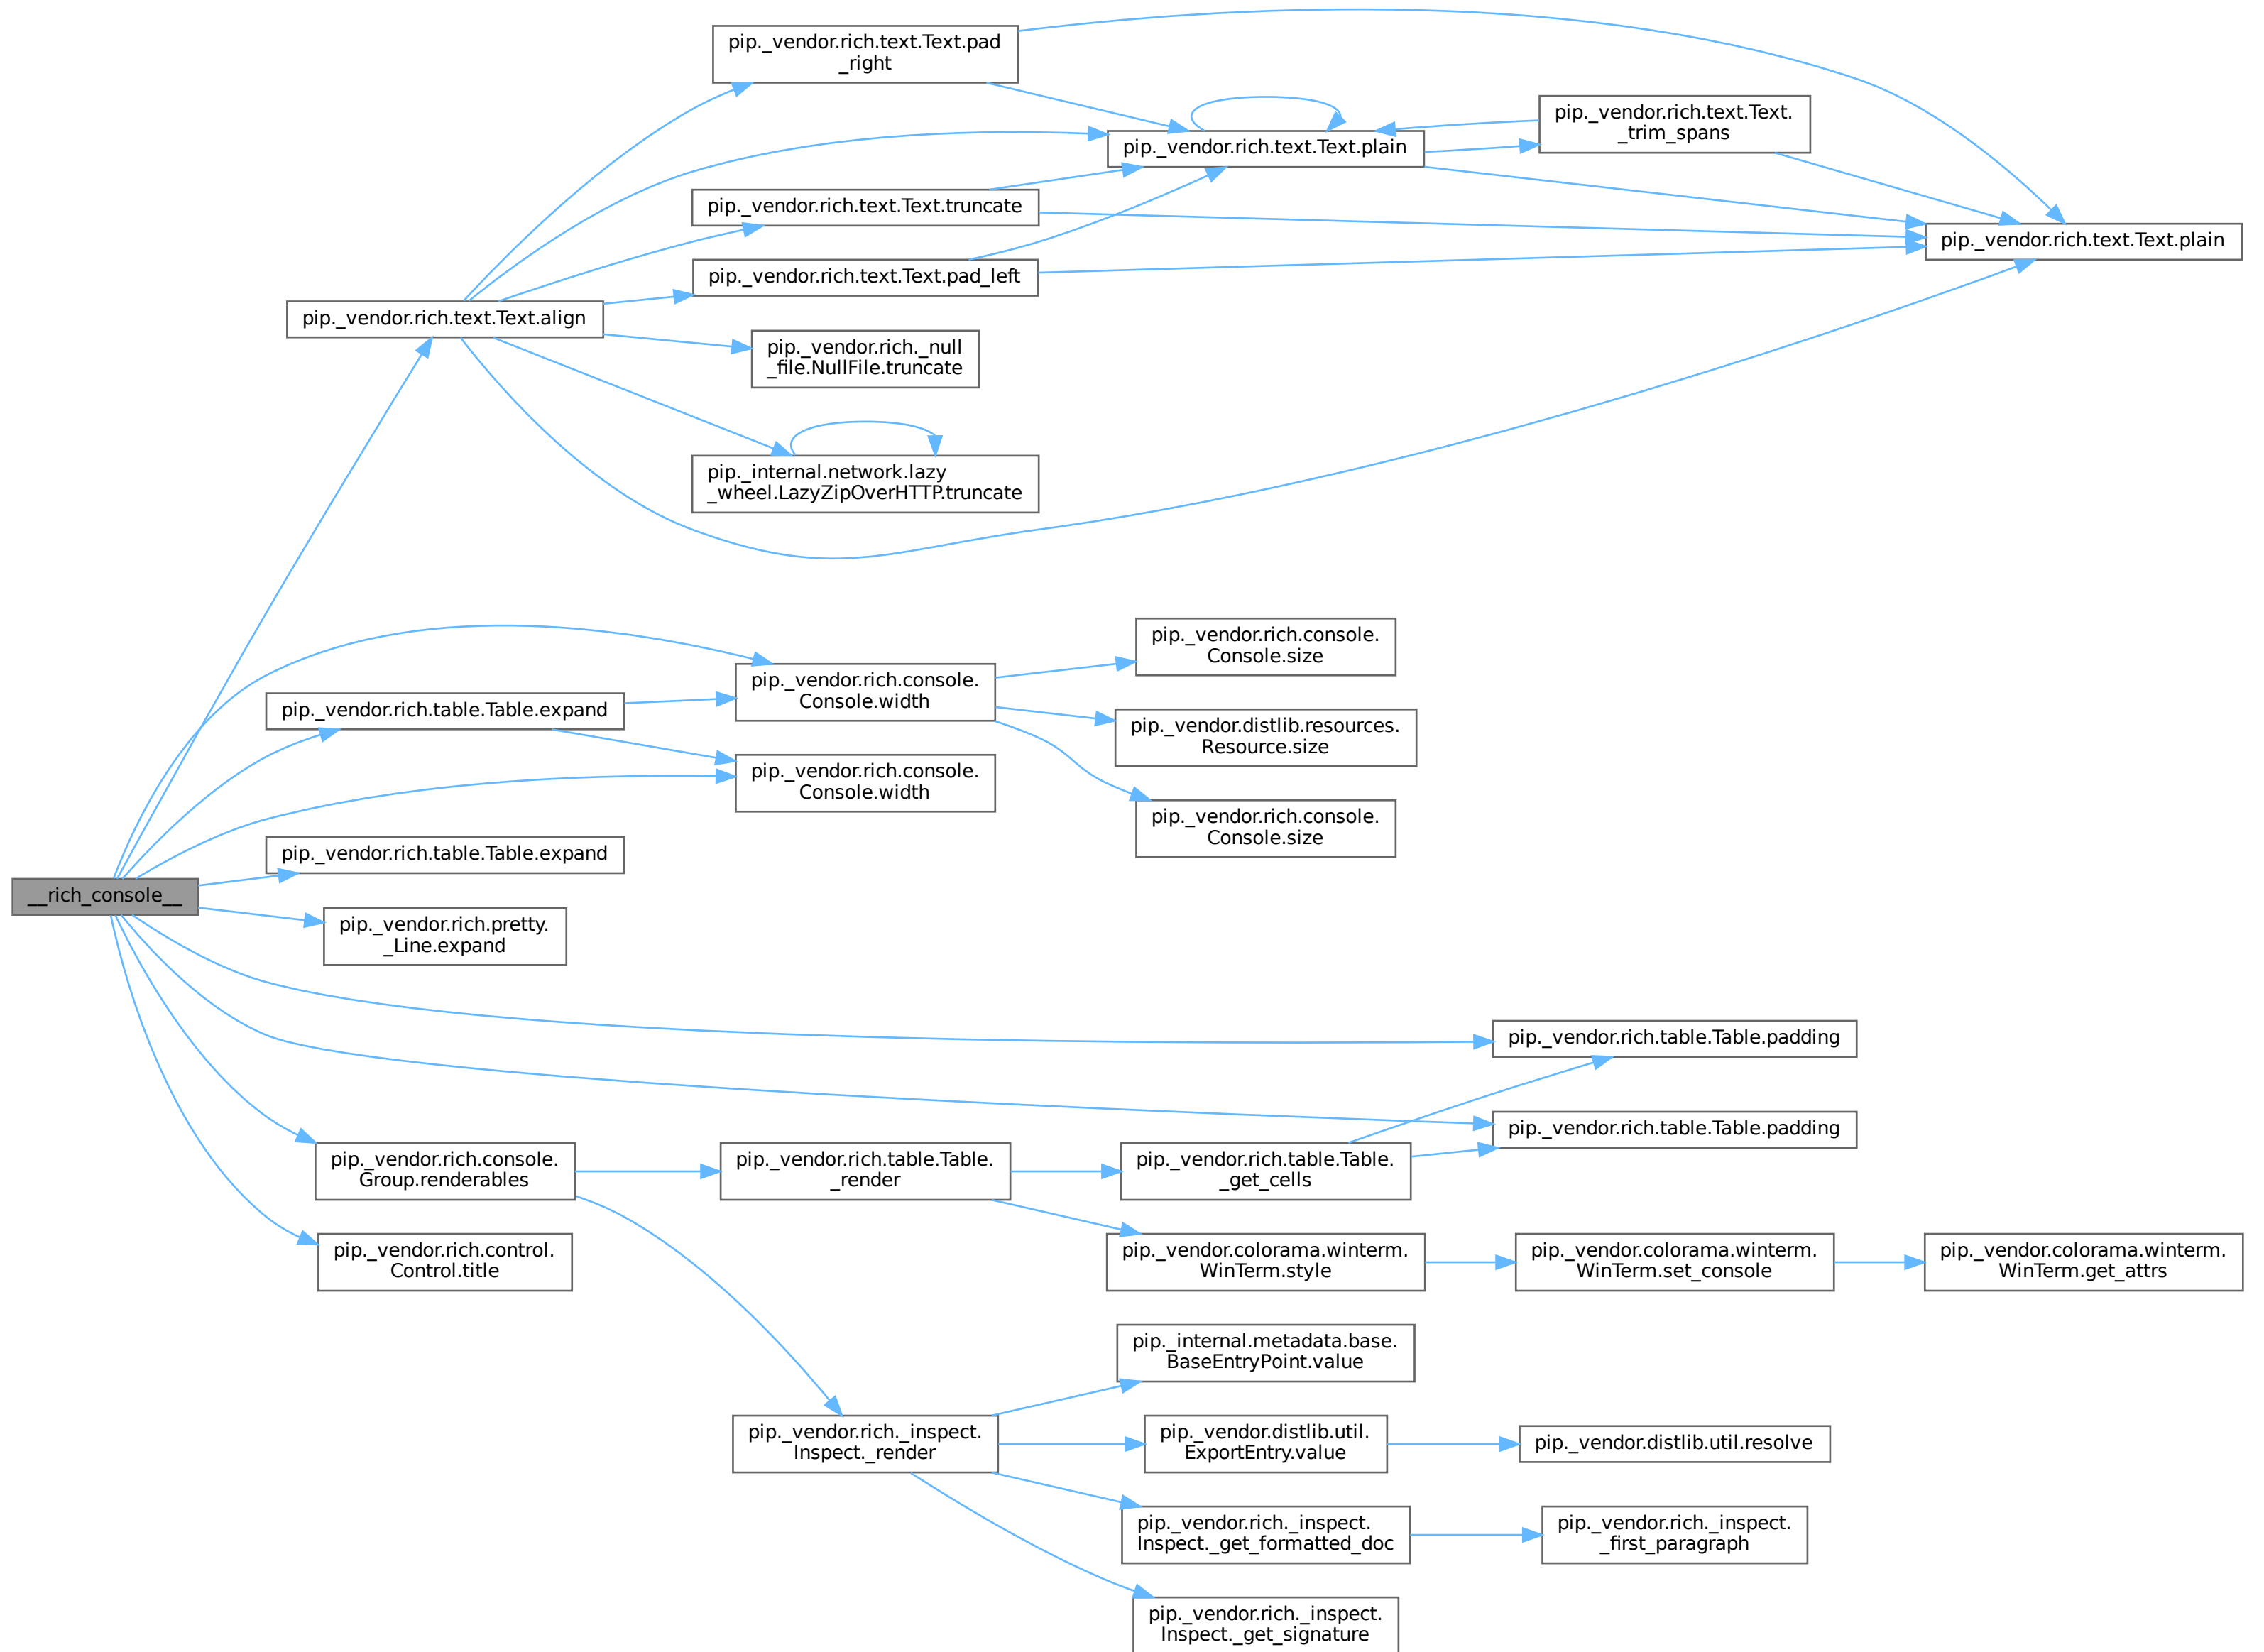 pip._vendor.rich.text.Text.pad
_right
pip._vendor.rich.text.Text.
_trim_spans
pip._vendor.rich.text.Text.plain
pip._vendor.rich.text.Text.truncate
pip._vendor.rich.text.Text.plain
pip._vendor.rich.text.Text.pad_left
pip._vendor.rich.text.Text.align
pip._vendor.rich._null
_file.NullFile.truncate
pip._internal.network.lazy
_wheel.LazyZipOverHTTP.truncate
pip._vendor.rich.console.
Console.size
pip._vendor.rich.console.
Console.width
pip._vendor.rich.table.Table.expand
pip._vendor.distlib.resources.
Resource.size
pip._vendor.rich.console.
Console.width
pip._vendor.rich.console.
Console.size
pip._vendor.rich.table.Table.expand
__rich_console__
pip._vendor.rich.pretty.
_Line.expand
pip._vendor.rich.table.Table.padding
pip._vendor.rich.table.Table.padding
pip._vendor.rich.console.
Group.renderables
pip._vendor.rich.table.Table.
_render
pip._vendor.rich.table.Table.
_get_cells
pip._vendor.rich.control.
Control.title
pip._vendor.colorama.winterm.
WinTerm.style
pip._vendor.colorama.winterm.
WinTerm.set_console
pip._vendor.colorama.winterm.
WinTerm.get_attrs
pip._internal.metadata.base.
BaseEntryPoint.value
pip._vendor.rich._inspect.
Inspect._render
pip._vendor.distlib.util.
ExportEntry.value
pip._vendor.distlib.util.resolve
pip._vendor.rich._inspect.
Inspect._get_formatted_doc
pip._vendor.rich._inspect.
_first_paragraph
pip._vendor.rich._inspect.
Inspect._get_signature